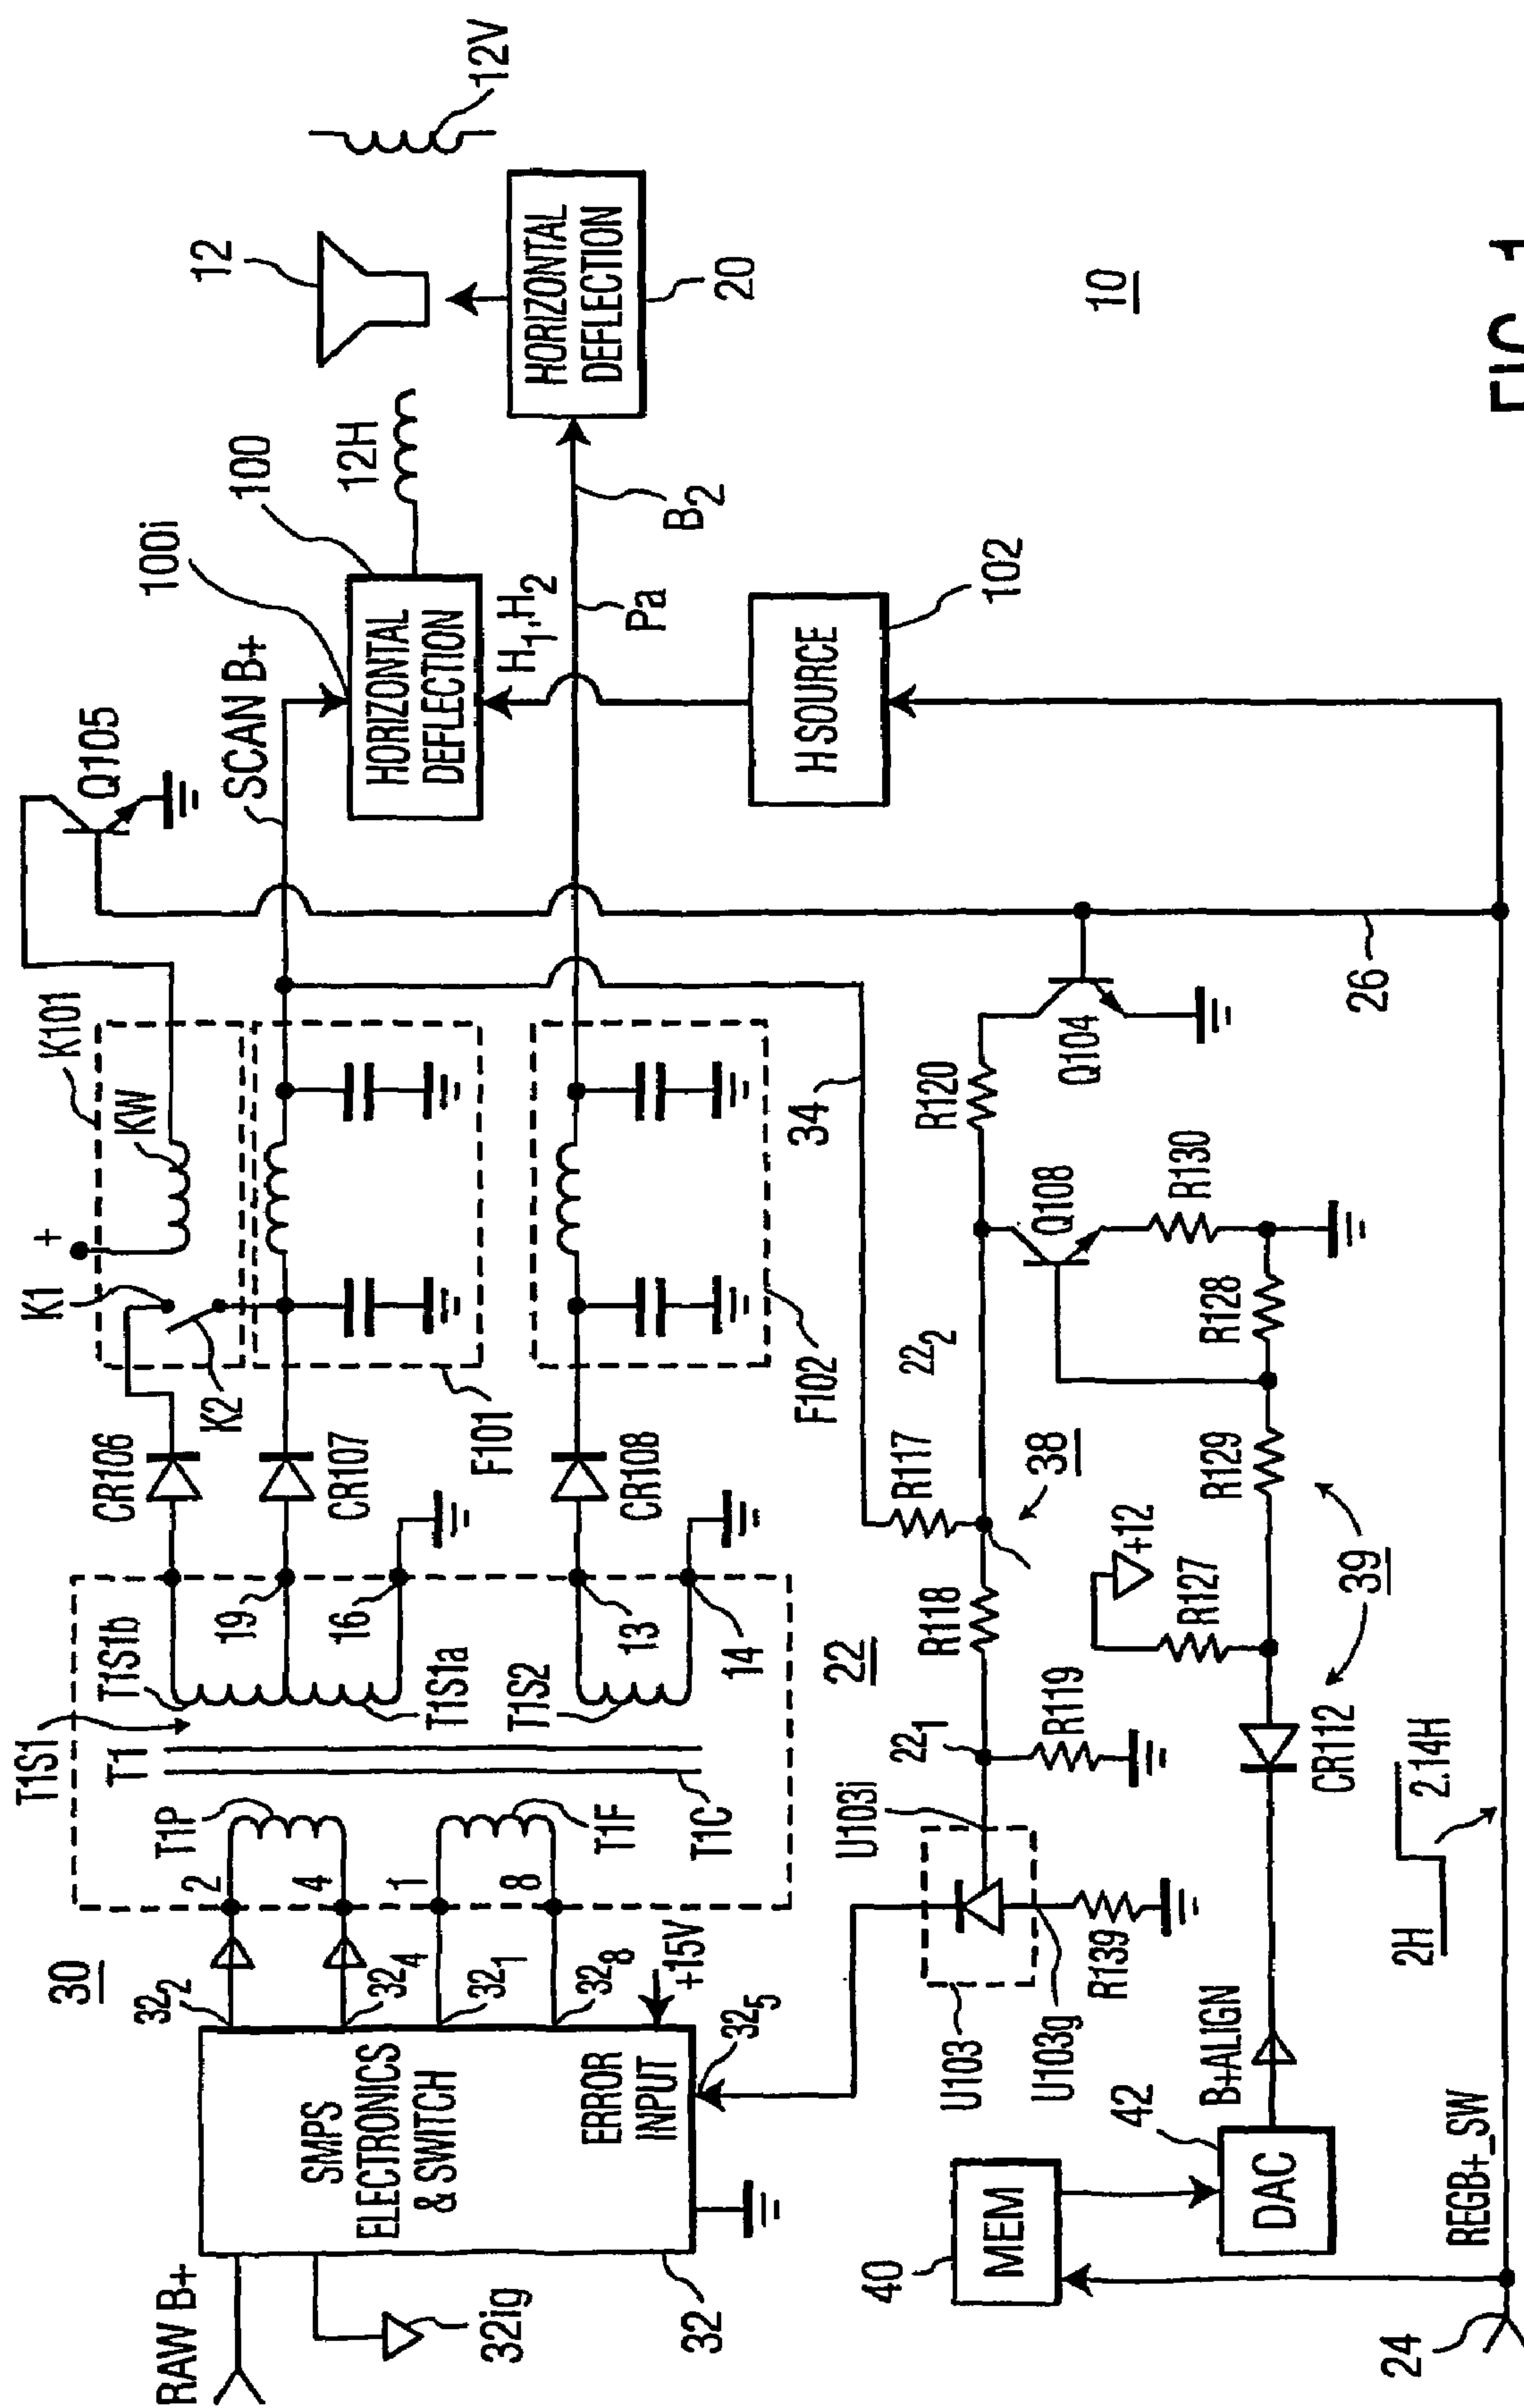 RAW B+
32ig
32
30
SMPS
ELECTRONICS
& SWITCH
ERROR
INPUT
32₂
32₄
32₁
32₈
+15V
32₅
2
4
1
8
T1S1
T1
T1P
T1F
T1C
T1S1b
T1S1a
T1S2
19
16
13
14
CR106
CR107
CR108
K1
K2
+
KW
K101
F101
F102
Q105
SCAN B+
100i
100
HORIZONTAL
DEFLECTION
12H
12
12V
H₁,H₂
Pa
B₂
HORIZONTAL
DEFLECTION
20
H SOURCE
102
10
34
22
22₁
22₂
U103i
U103
U103g
R139
R119
R118
R117
38
R120
Q104
Q108
R130
R128
R129
39
+12
R127
CR112
B+ALIGN
42
DAC
40
MEM
26
2H
2.14H
REGB+_SW
24
FIG. 1